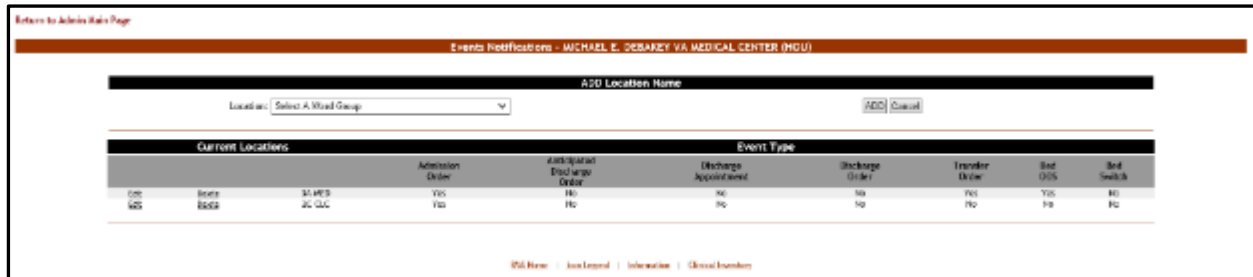 Return to Admin Main Page
Events Notifications - MICHAEL E. DEBAKEY VA MEDICAL CENTER (HOU)
ADD Location Name
Location: Select A Ward Group ADD Cancel
Current Locations Event Type
Admission Order Anticipated Discharge Order Discharge Appointment Discharge Order Transfer Order Bed OOS Bed Switch
Edit Delete 3A MED Yes No No No Yes Yes No
Edit Delete 3C CLC Yes No No No No No No
BMS Home | Icon Legend | Information | Clinical Inventory